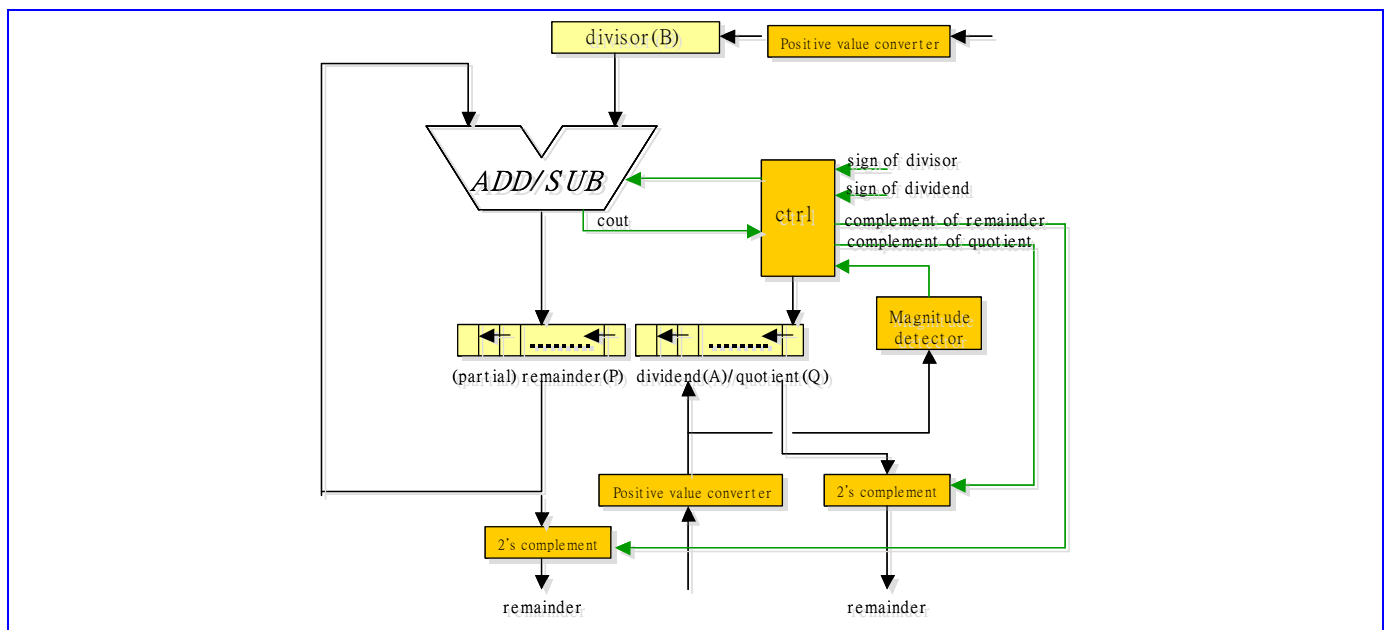 divisor(B)
Positive value converter
ADD/SUB
cout
ctrl
sign of divisor
sign of dividend
complement of remainder
complement of quotient
Magnitude
detector
(partial) remainder(P)
dividend(A)/quotient(Q)
Positive value converter
2's complement
2's complement
remainder
remainder